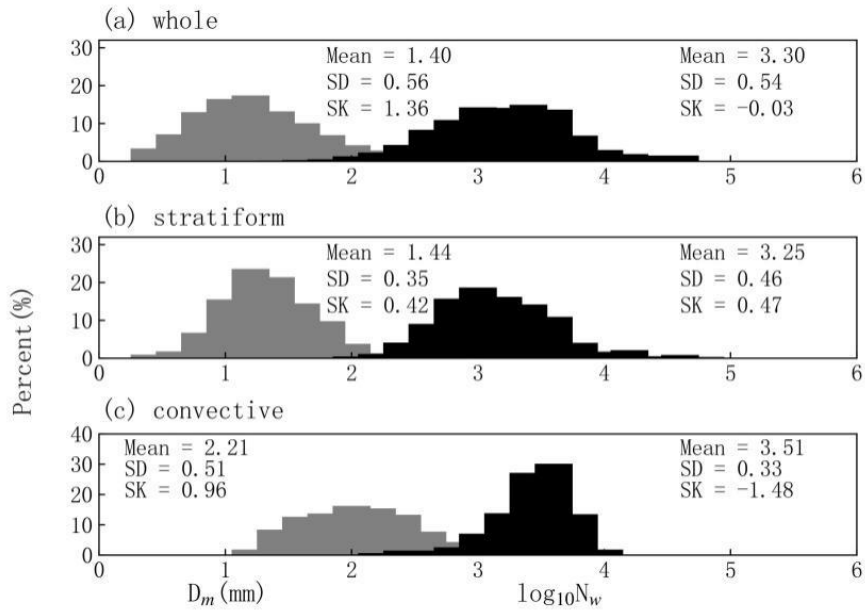 (a) whole
30
20
10
0
Mean = 1.40
SD = 0.56
SK = 1.36
Mean = 3.30
SD = 0.54
SK = -0.03
0 1 2 3 4 5 6
(b) stratiform
30
20
10
0
Mean = 1.44
SD = 0.35
SK = 0.42
Mean = 3.25
SD = 0.46
SK = 0.47
0 1 2 3 4 5 6
Percent(%)
(c) convective
40
30
20
10
0
Mean = 2.21
SD = 0.51
SK = 0.96
Mean = 3.51
SD = 0.33
SK = -1.48
0 1 2 3 4 5 6
Dₘ(mm) log₁₀N_w